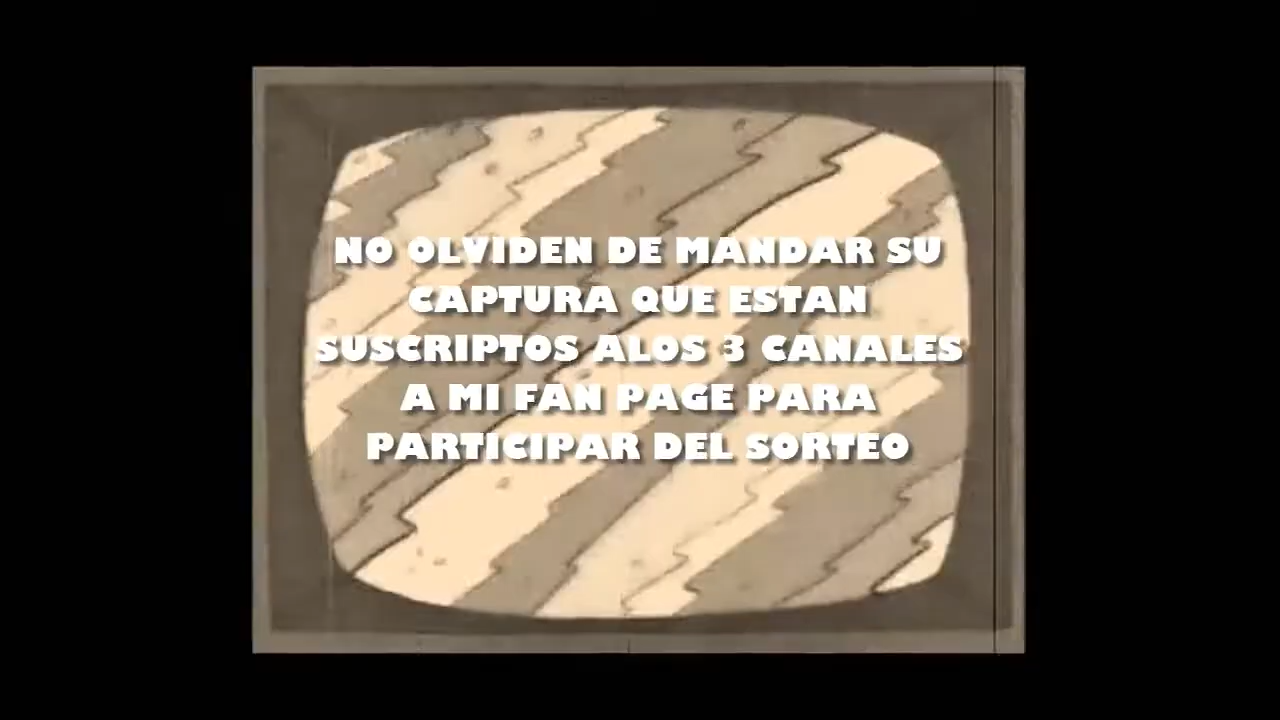 NO OLVIDEN DE MANDAR SU
CAPTURA QUE ESTAN
SUSCRIPTOS ALOS 3 CANALES
A MI FAN PAGE PARA
PARTICIPAR DEL SORTEO